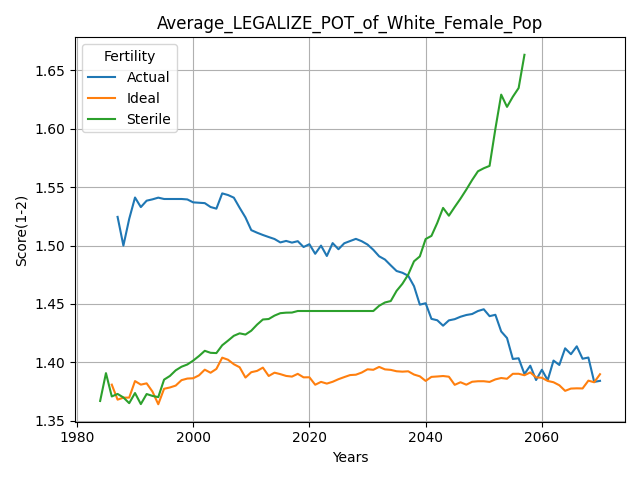 Average_LEGALIZE_POT_of_White_Female_Pop
Fertility
Actual
Ideal
Sterile
Score(1-2)
1.65
1.60
1.55
1.50
1.45
1.40
1.35
1980
2000
2020
2040
2060
Years